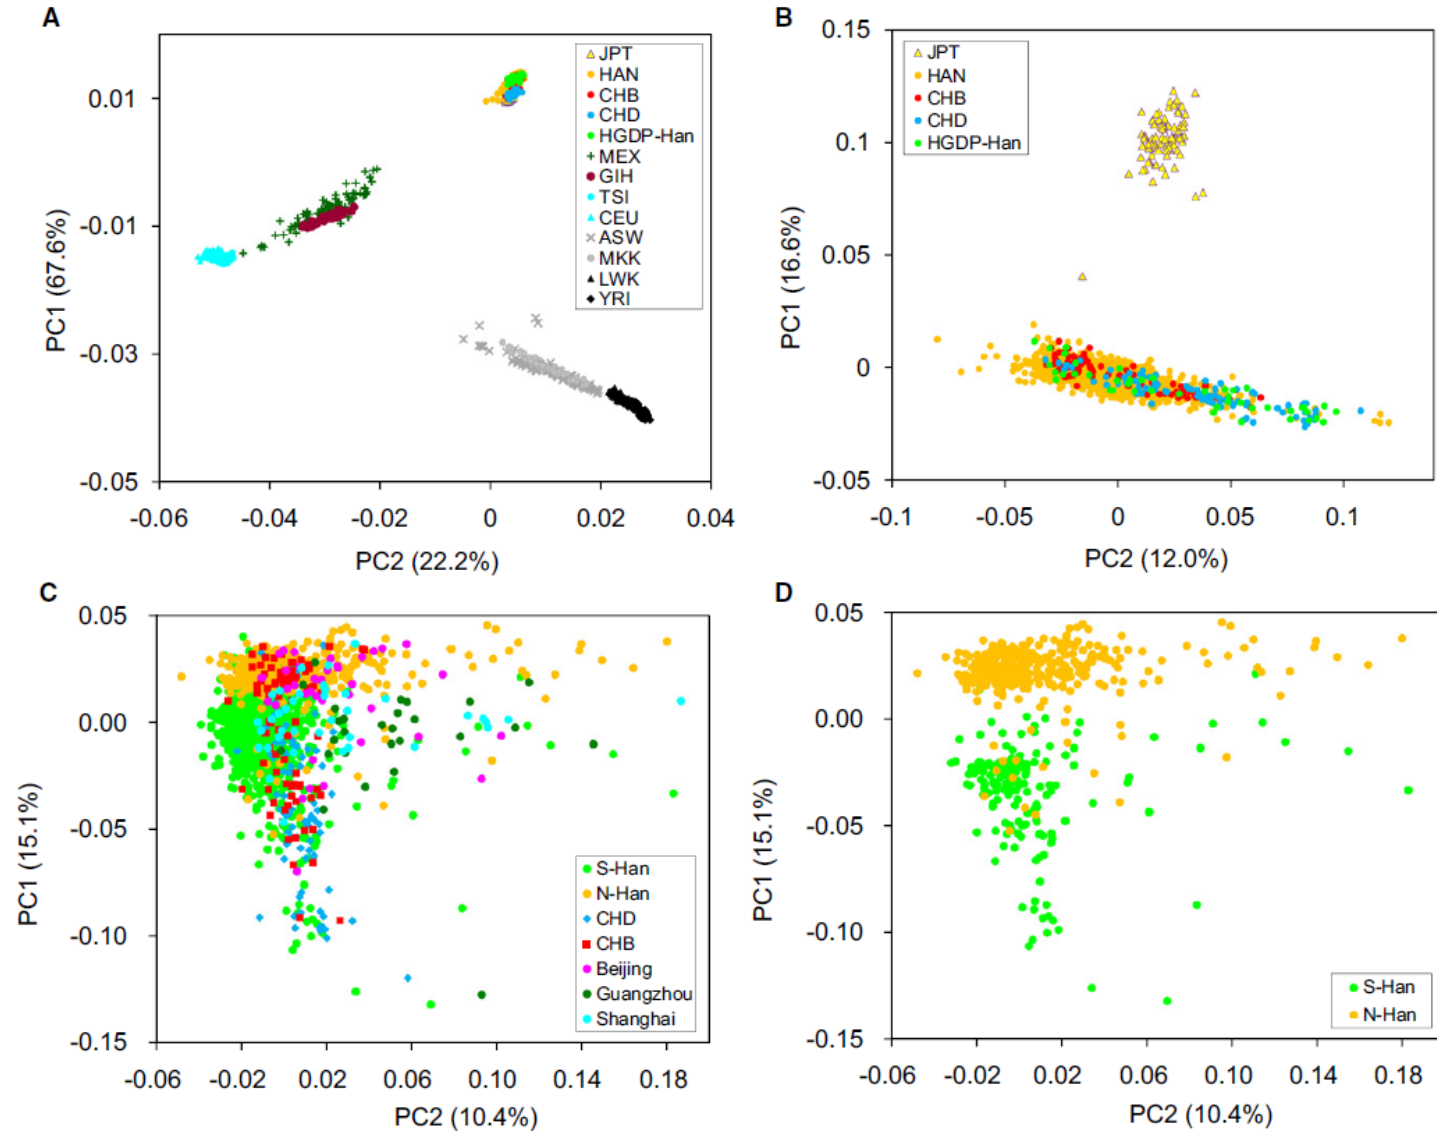 A
0.01
-0.01
-0.03
-0.05
-0.06
-0.04
-0.02
0
0.02
0.04
PC1 (67.6%)
PC2 (22.2%)
JPT
HAN
CHB
CHD
HGDP-Han
MEX
GIH
TSI
CEU
ASW
MKK
LWK
YRI
B
0.15
0.1
0.05
0
-0.05
-0.1
-0.05
0
0.05
0.1
PC1 (16.6%)
PC2 (12.0%)
JPT
HAN
CHB
CHD
HGDP-Han
C
0.05
0.00
-0.05
-0.10
-0.15
-0.06
-0.02
0.02
0.06
0.10
0.14
0.18
PC1 (15.1%)
PC2 (10.4%)
S-Han
N-Han
CHD
CHB
Beijing
Guangzhou
Shanghai
D
0.05
0.00
-0.05
-0.10
-0.15
-0.06
-0.02
0.02
0.06
0.10
0.14
0.18
PC1 (15.1%)
PC2 (10.4%)
S-Han
N-Han